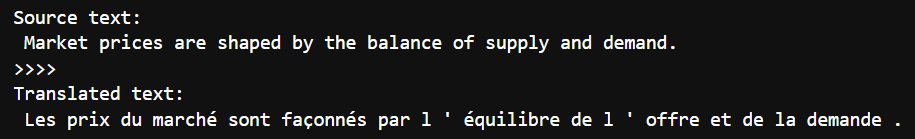 Source text:
Market prices are shaped by the balance of supply and demand.
>>>>
Translated text:
Les prix du marché sont façonnés par l ' équilibre de l ' offre et de la demande .